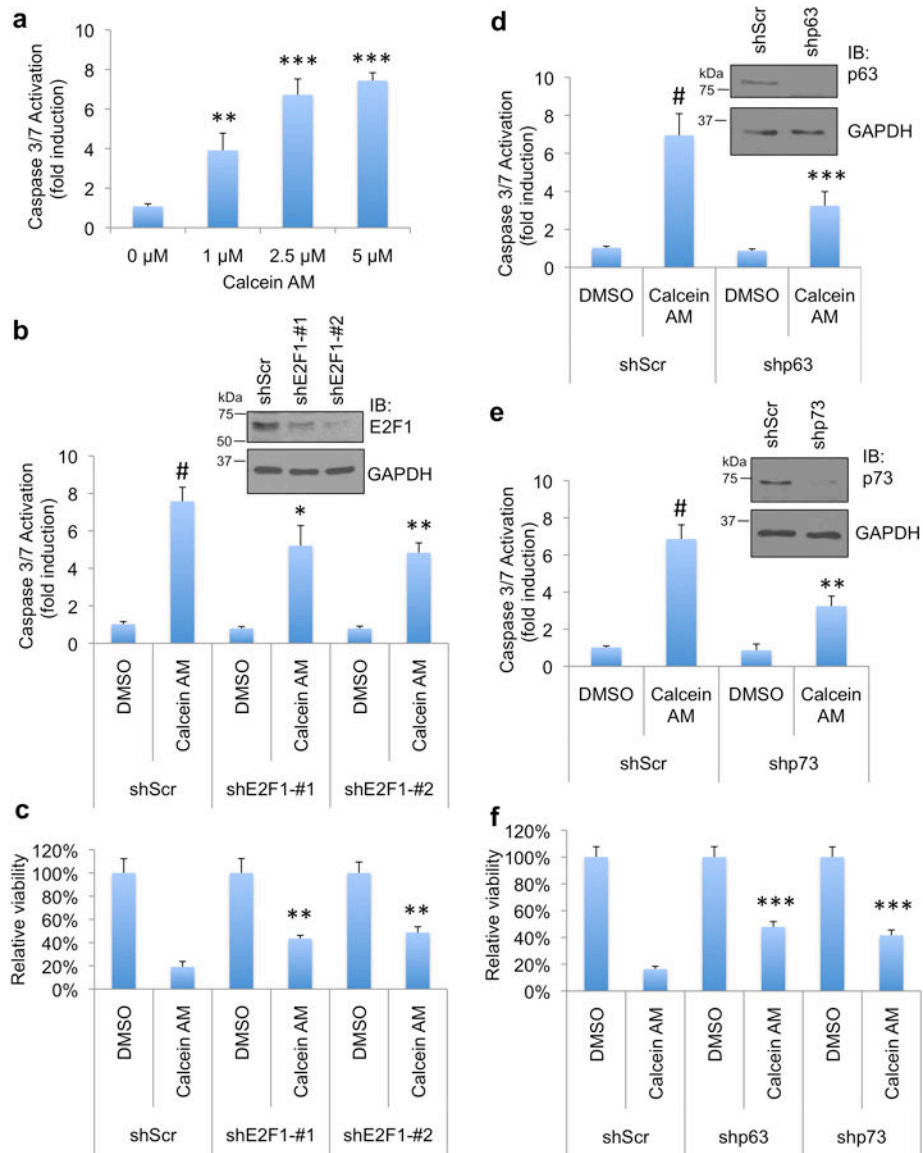 a
Caspase 3/7 Activation
(fold induction)
10
8
6
4
2
0
**
***
***
0 µM
1 µM
2.5 µM
5 µM
Calcein AM
b
shScr
shE2F1-#1
shE2F1-#2
kDa
75
50
37
IB:
E2F1
GAPDH
Caspase 3/7 Activation
(fold induction)
10
8
6
4
2
0
#
*
**
DMSO
Calcein AM
DMSO
Calcein AM
DMSO
Calcein AM
shScr
shE2F1-#1
shE2F1-#2
c
Relative viability
120%
100%
80%
60%
40%
20%
0%
**
**
DMSO
Calcein AM
DMSO
Calcein AM
DMSO
Calcein AM
shScr
shE2F1-#1
shE2F1-#2
d
shScr
shp63
kDa
75
37
IB:
p63
GAPDH
Caspase 3/7 Activation
(fold induction)
10
8
6
4
2
0
#
***
DMSO
Calcein
AM
DMSO
Calcein
AM
shScr
shp63
e
shScr
shp73
kDa
75
37
IB:
p73
GAPDH
Caspase 3/7 Activation
(fold induction)
10
8
6
4
2
0
#
**
DMSO
Calcein
AM
DMSO
Calcein
AM
shScr
shp73
f
Relative viability
120%
100%
80%
60%
40%
20%
0%
***
***
DMSO
Calcein AM
DMSO
Calcein AM
DMSO
Calcein AM
shScr
shp63
shp73